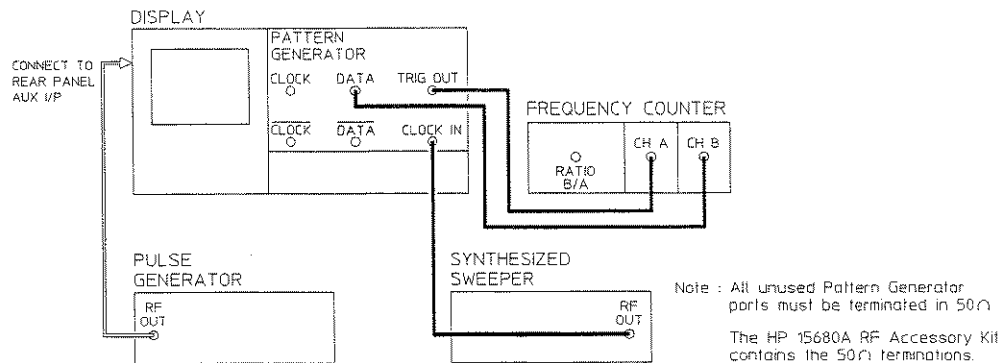 DISPLAY
PATTERN
GENERATOR
CONNECT TO
REAR PANEL
AUX I/P
CLOCK DATA TRIG OUT
CLOCK DATA CLOCK IN
FREQUENCY COUNTER
CH A CH B
RATIO
B/A
PULSE
GENERATOR
RF
OUT
SYNTHESIZED
SWEEPER
RF
OUT
Note : All unused Pattern Generator
ports must be terminated in 50Ω
The HP 15680A RF Accessory Kit
contains the 50Ω terminations.